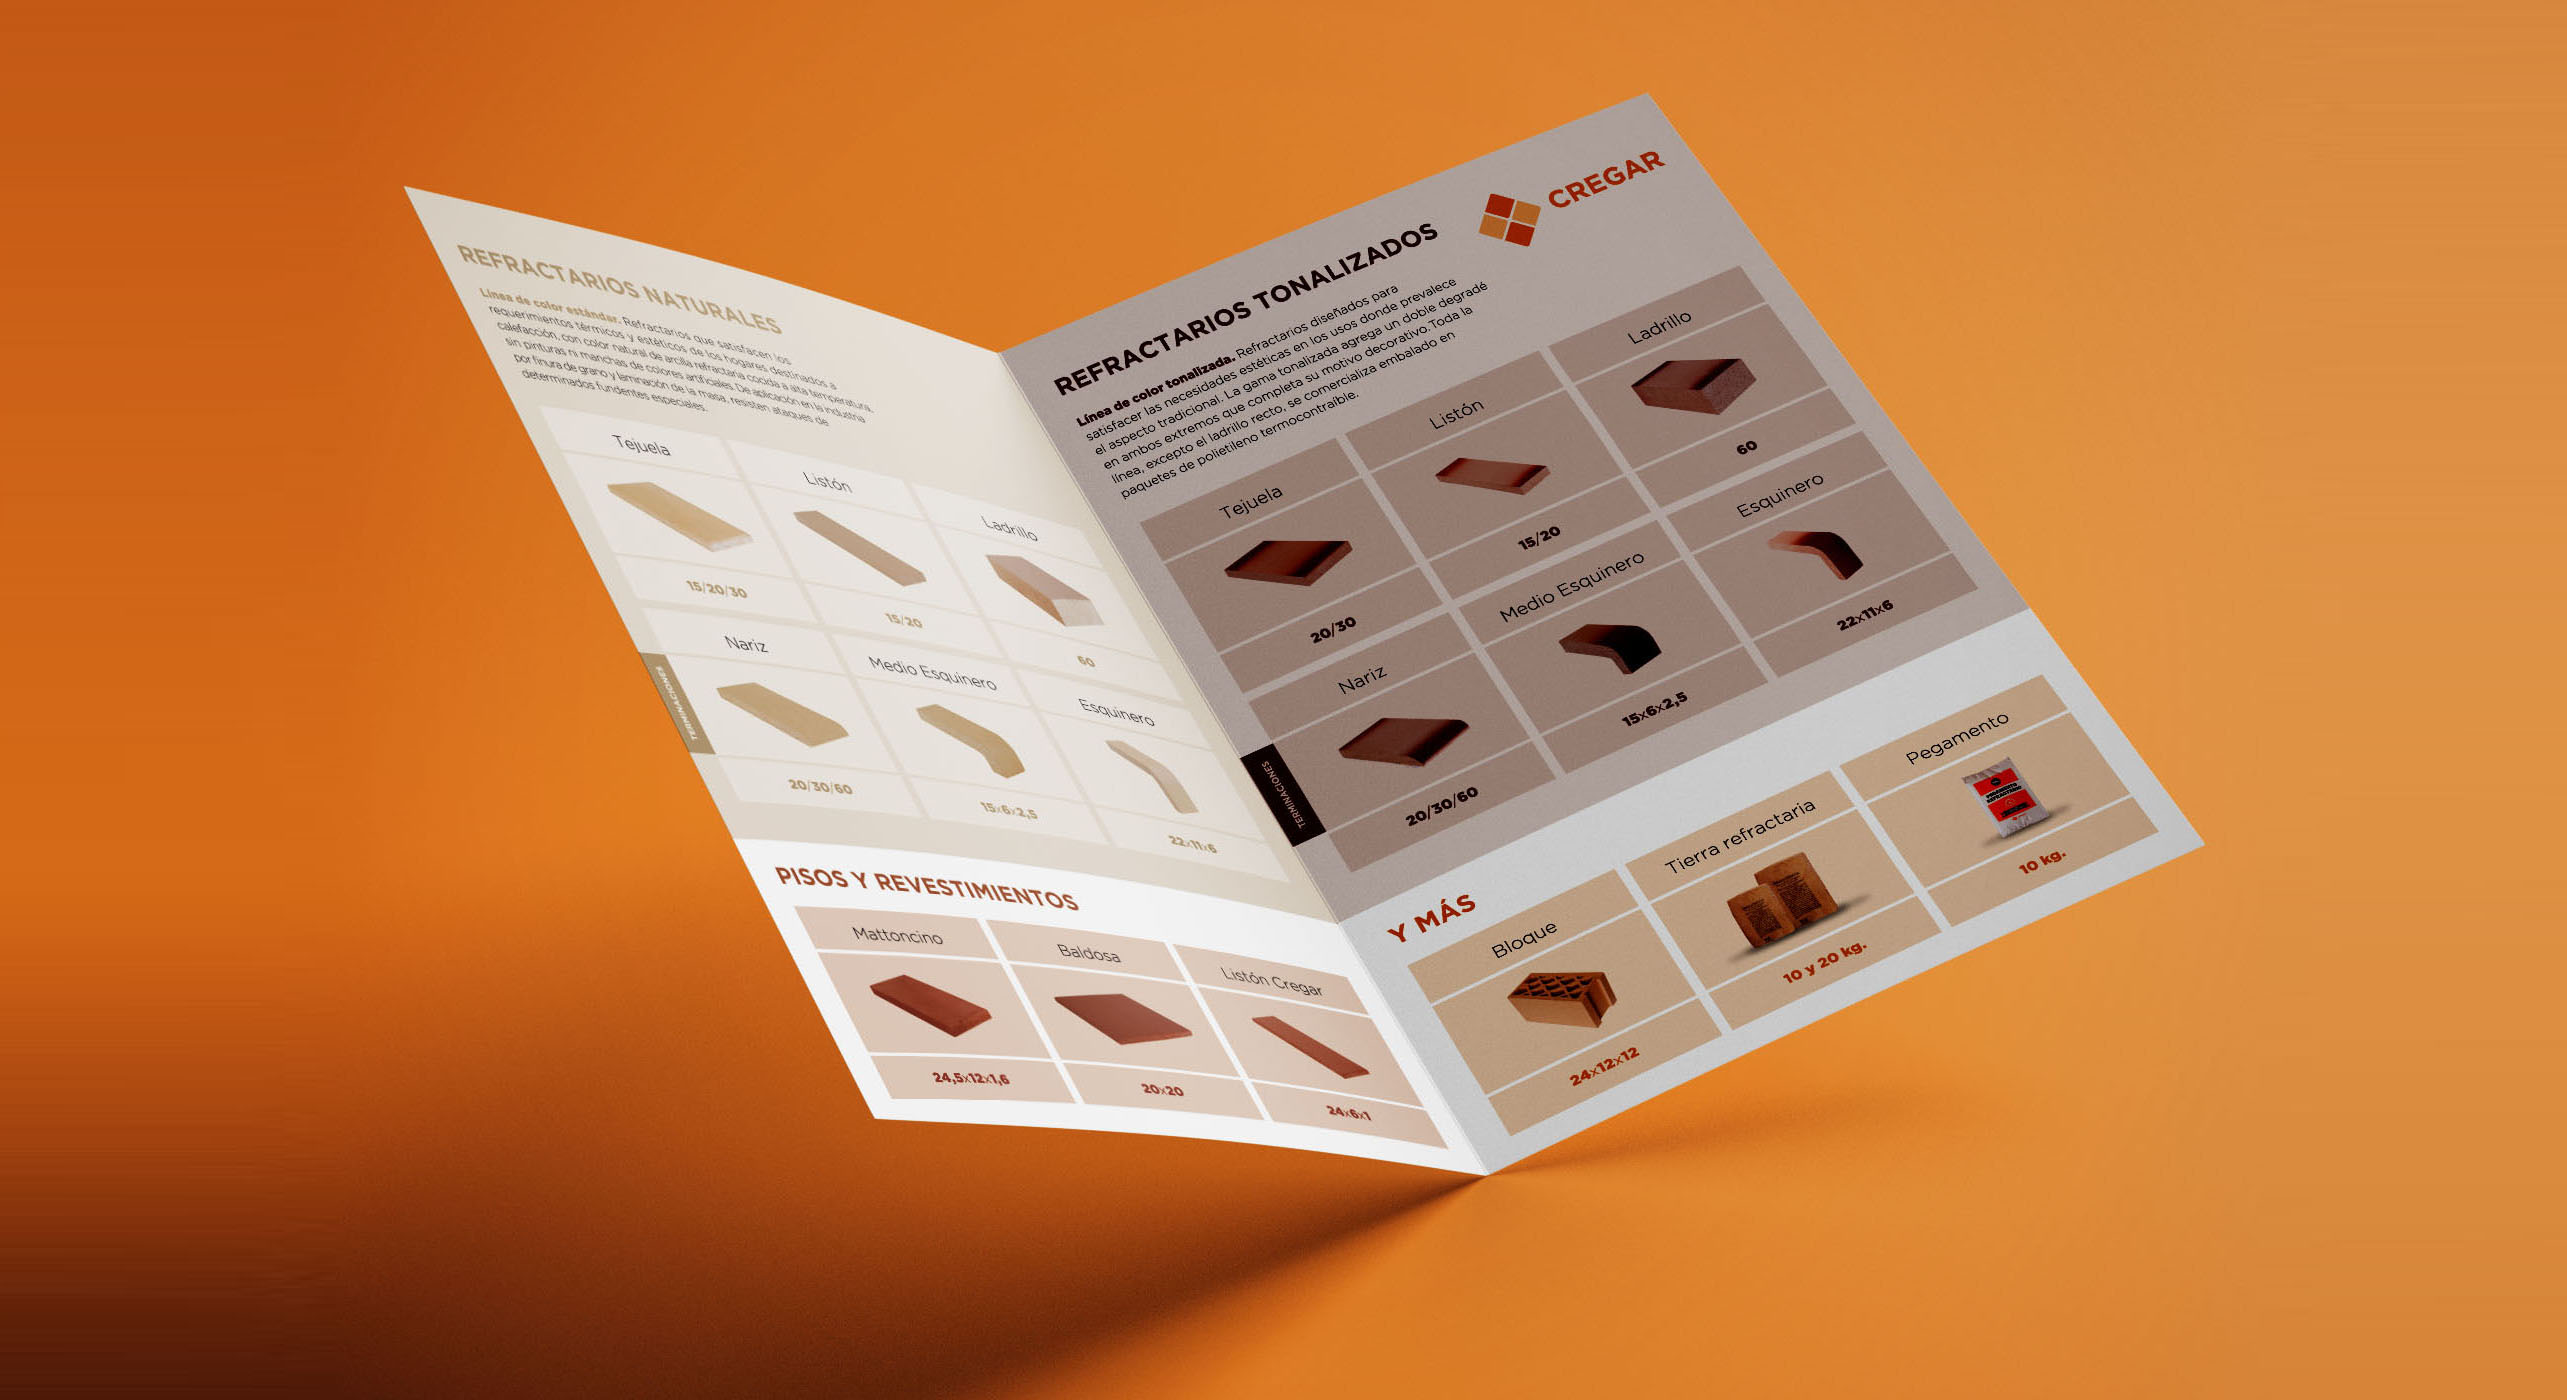 REFRACTARIOS NATURALES
Línea de color estándar. Refractarios que satisfacen los
requerimientos térmicos y estéticos de los hogares destinados a
calefacción, con color natural de arcilla refractaria cocida a alta temperatura,
sin pinturas ni manchas de colores artificiales. De aplicación en la industria
por finura de grano y laminación de la masa, resisten ataques de
determinados fundentes especiales.
Tejuela
Listón
Ladrillo
15/20/30
15/20
60
TERMINACIONES
Nariz
Medio Esquinero
Esquinero
20/30/60
15x6x2,5
22x11x6
PISOS Y REVESTIMIENTOS
Mattoncino
Baldosa
Listón Cregar
24,5x12x1,6
20x20
24x6x1
CREGAR
REFRACTARIOS TONALIZADOS
Línea de color tonalizada. Refractarios diseñados para
satisfacer las necesidades estéticas en los usos donde prevalece
el aspecto tradicional. La gama tonalizada agrega un doble degradé
en ambos extremos que completa su motivo decorativo. Toda la
línea, excepto el ladrillo recto, se comercializa embalado en
paquetes de polietileno termocontraíble.
Tejuela
Listón
Ladrillo
20/30
15/20
60
TERMINACIONES
Nariz
Medio Esquinero
Esquinero
20/30/60
15x6x2,5
22x11x6
Y MÁS
Bloque
Tierra refractaria
Pegamento
24x12x12
10 y 20 kg.
10 kg.